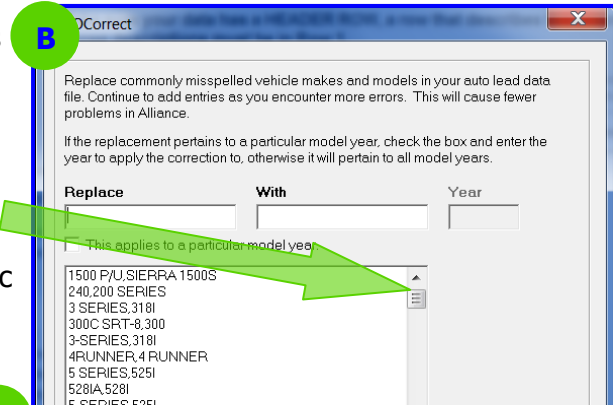 B
OCorrect
Replace commonly misspelled vehicle makes and models in your auto lead data
file. Continue to add entries as you encounter more errors. This will cause fewer
problems in Alliance.
If the replacement pertains to a particular model year, check the box and enter the
year to apply the correction to, otherwise it will pertain to all model years.
Replace With Year
This applies to a particular model year.
c
1500 P/U,SIERRA 1500S
240,200 SERIES
3 SERIES,318I
300C SRT-8,300
3-SERIES,318I
4RUNNER,4 RUNNER
5 SERIES,525I
528IA,528I
5-SERIES,525I